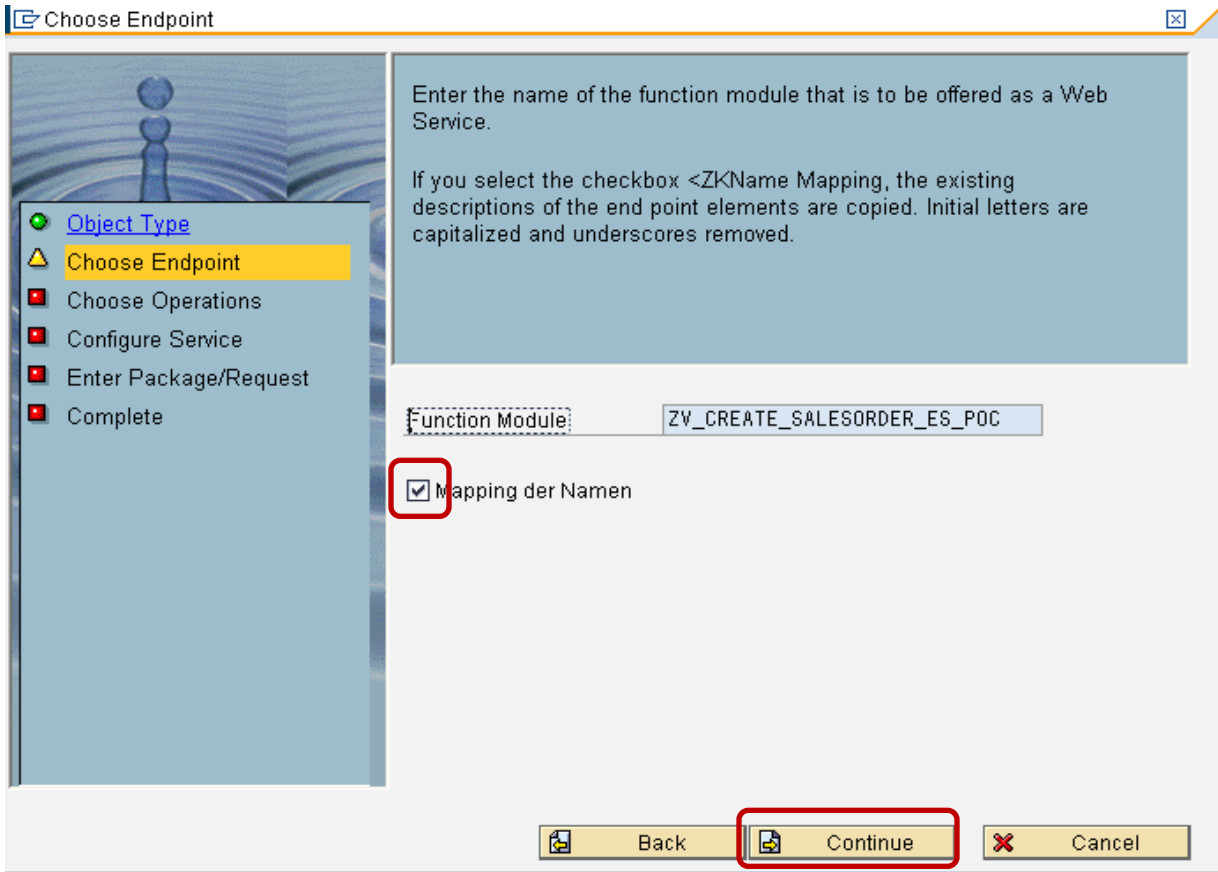 Choose Endpoint
Enter the name of the function module that is to be offered as a Web
Service.
If you select the checkbox <ZKName Mapping, the existing
descriptions of the end point elements are copied. Initial letters are
capitalized and underscores removed.
Object Type
Choose Endpoint
Choose Operations
Configure Service
Enter Package/Request
Complete
Function Module
ZV_CREATE_SALESORDER_ES_POC
Mapping der Namen
Back
Continue
Cancel